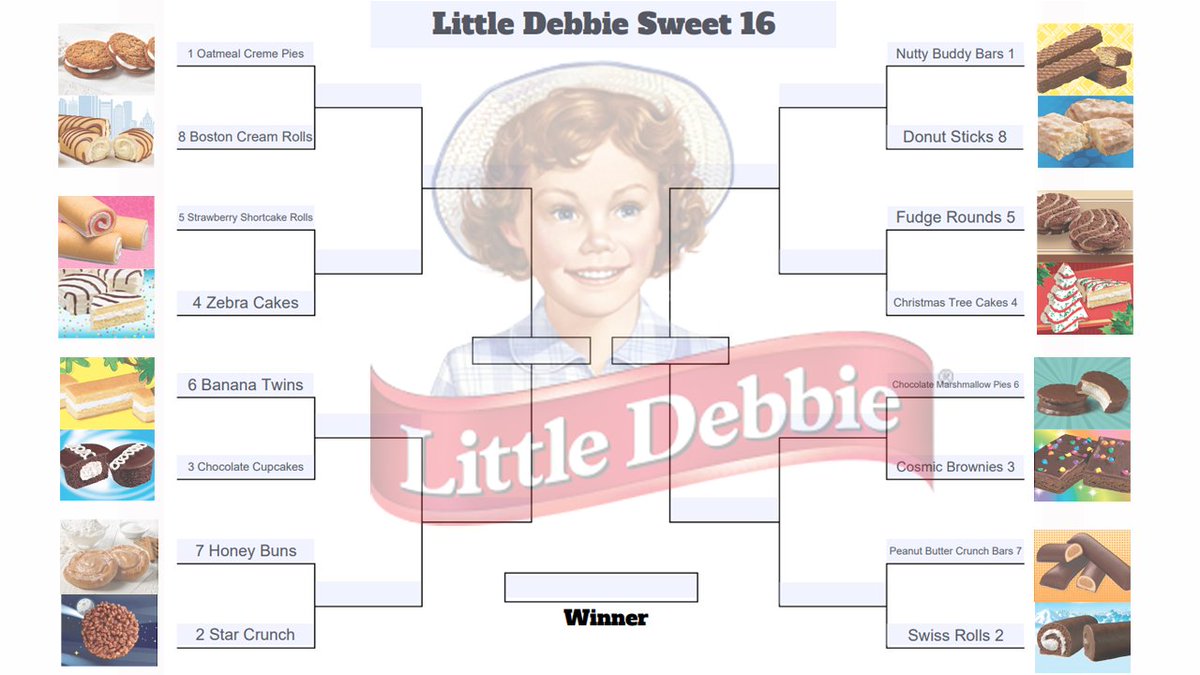 Little Debbie Sweet 16
1 Oatmeal Creme Pies
8 Boston Cream Rolls
5 Strawberry Shortcake Rolls
4 Zebra Cakes
6 Banana Twins
3 Chocolate Cupcakes
7 Honey Buns
2 Star Crunch
Nutty Buddy Bars 1
Donut Sticks 8
Fudge Rounds 5
Christmas Tree Cakes 4
Chocolate Marshmallow Pies 6
Cosmic Brownies 3
Peanut Butter Crunch Bars 7
Swiss Rolls 2
Little Debbie®
Winner